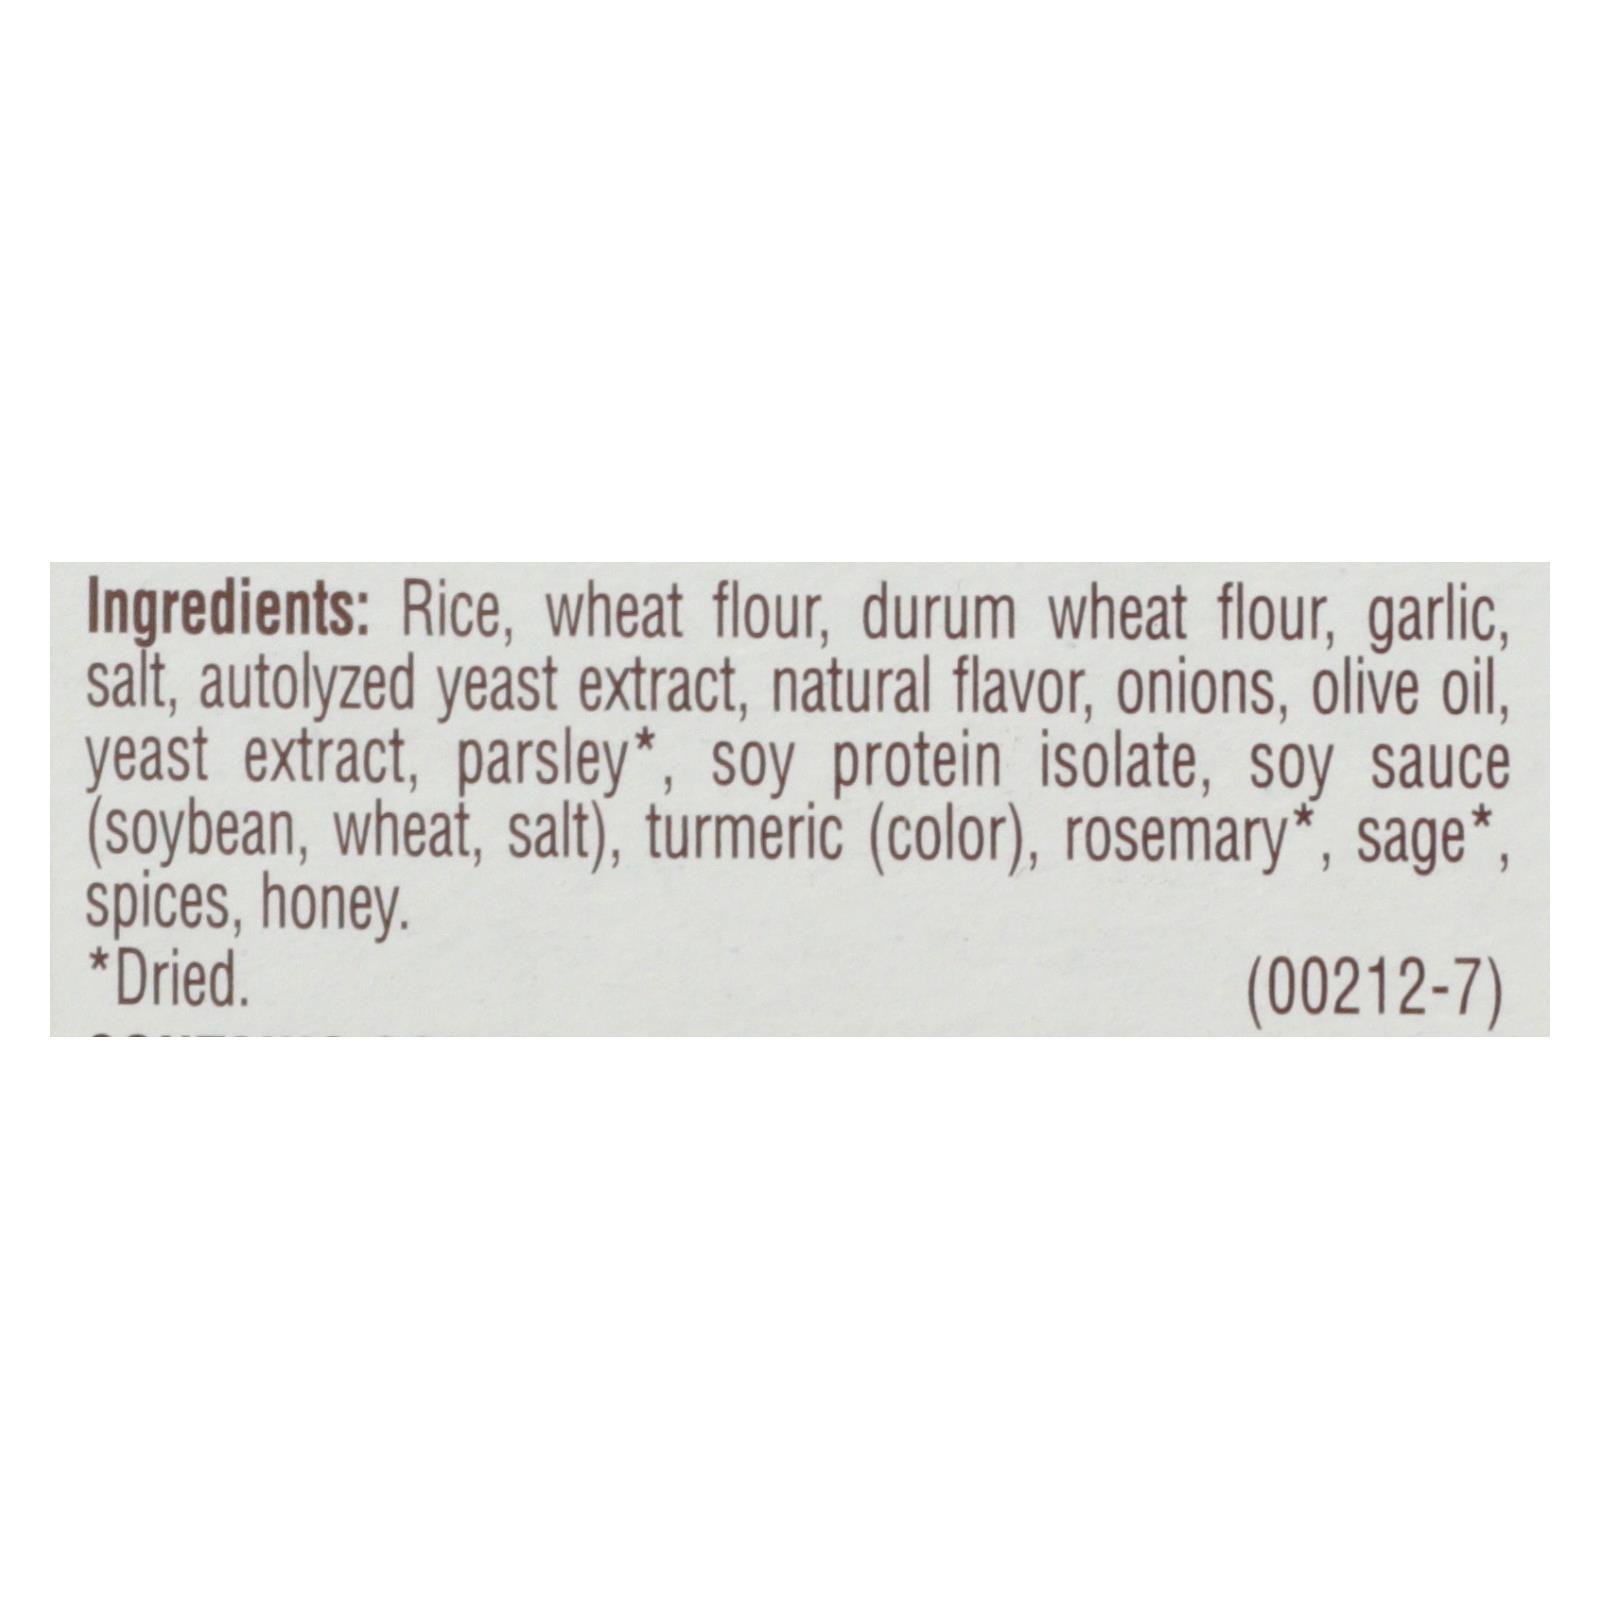 Ingredients: Rice, wheat flour, durum wheat flour, garlic,
salt, autolyzed yeast extract, natural flavor, onions, olive oil,
yeast extract, parsley*, soy protein isolate, soy sauce
(soybean, wheat, salt), turmeric (color), rosemary*, sage*,
spices, honey.
*Dried.
(00212-7)